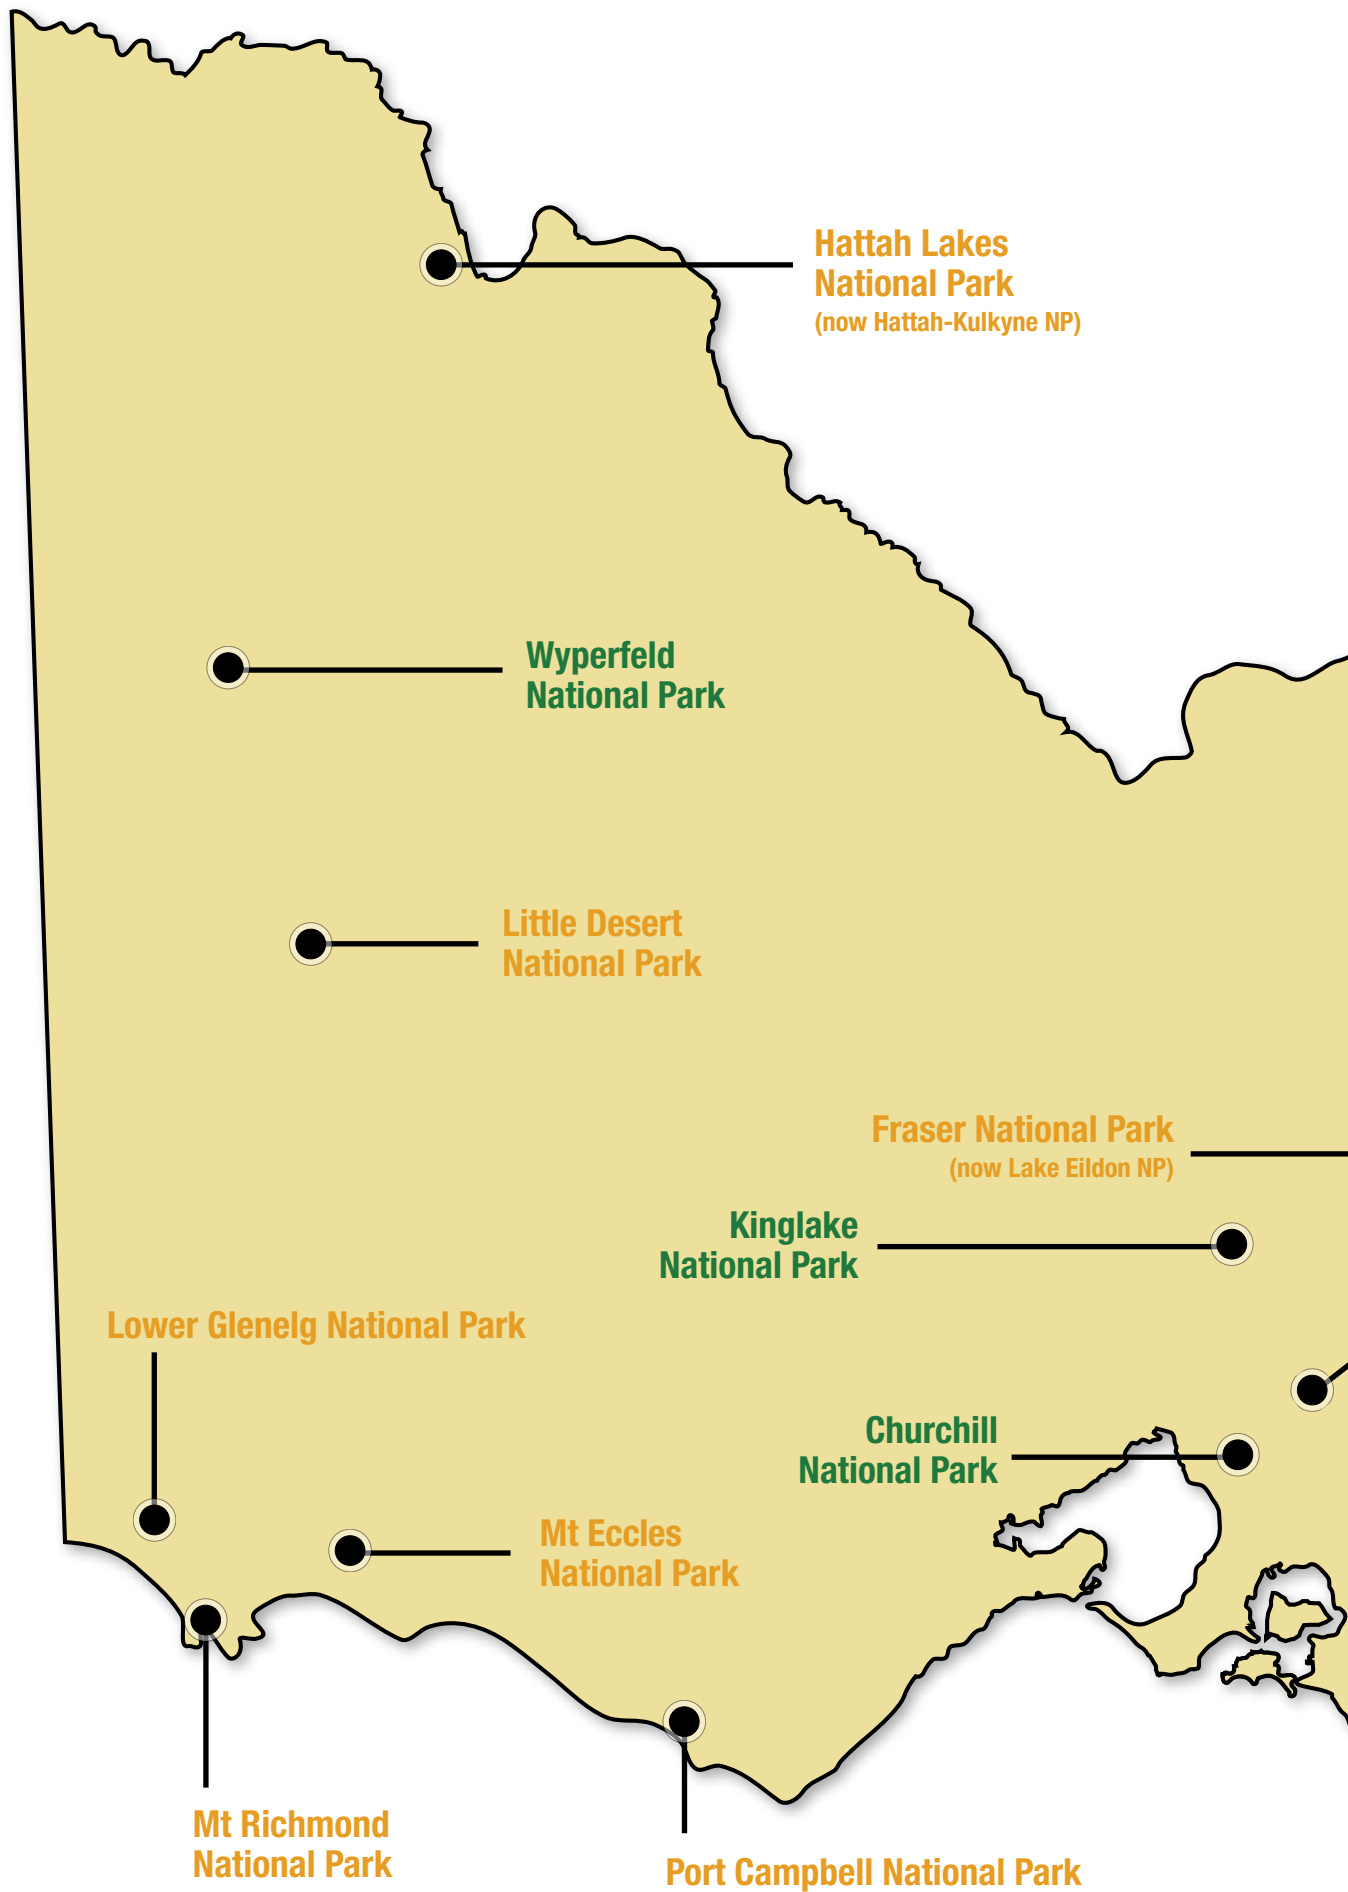 Hattah Lakes
National Park
(now Hattah-Kulkyne NP)
Wyperfeld
National Park
Little Desert
National Park
Fraser National Park
(now Lake Eildon NP)
Kinglake
National Park
Lower Glenelg National Park
Churchill
National Park
Mt Eccles
National Park
Mt Richmond
National Park
Port Campbell National Park